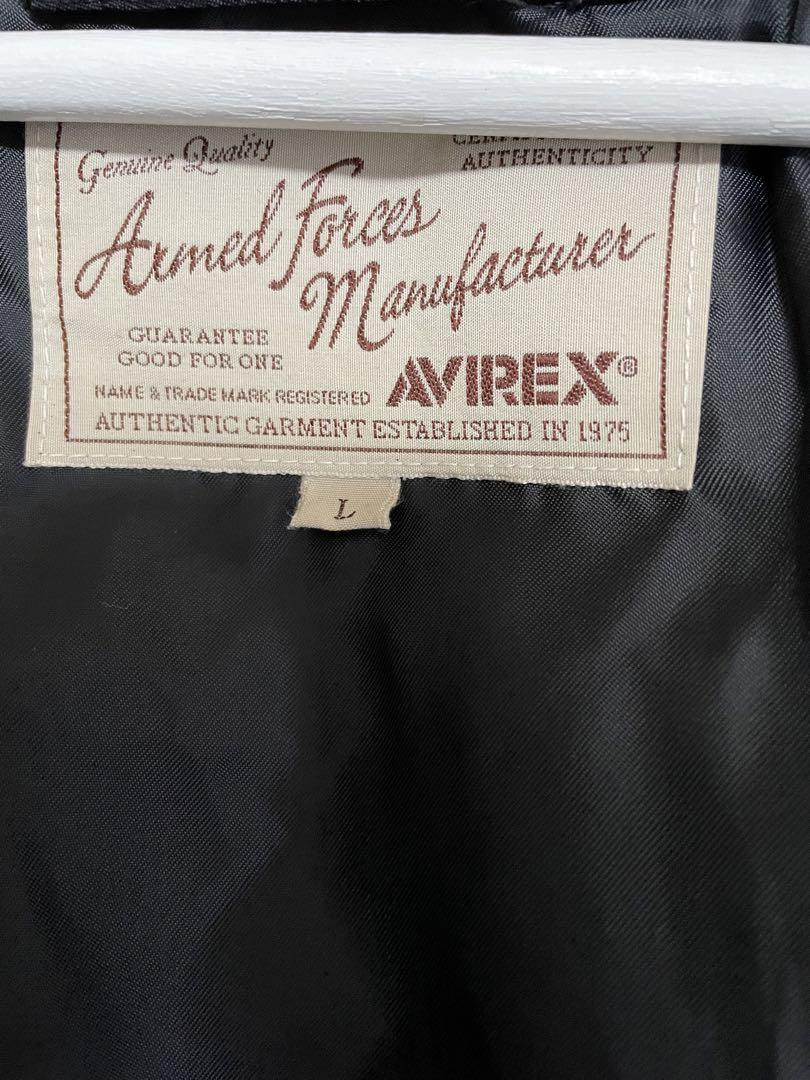 Genuine Quality
AUTHENTICITY
Armed Forces
Manufacturer
GUARANTEE
GOOD FOR ONE
NAME & TRADE MARK REGISTERED
AVIREX®
AUTHENTIC GARMENT ESTABLISHED IN 1975
L